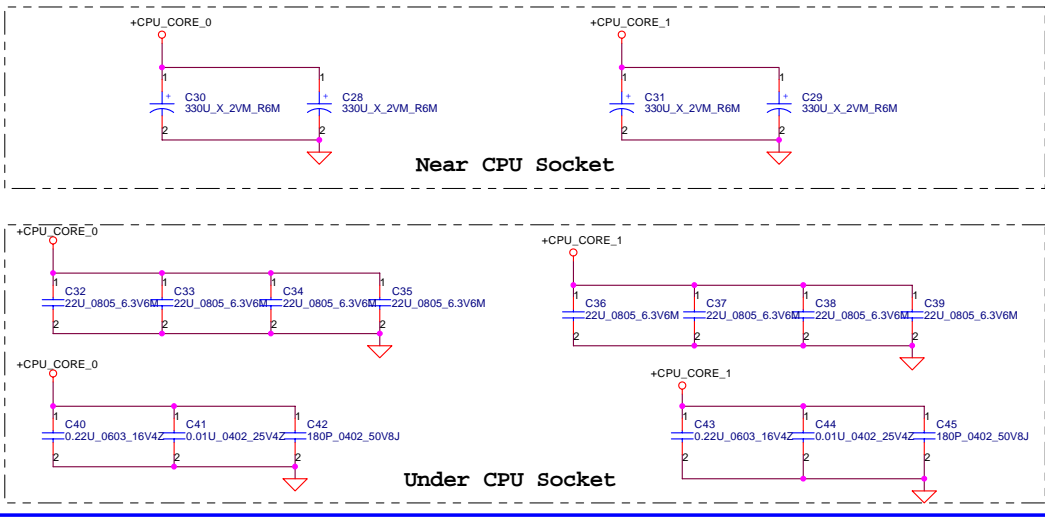 +CPU_CORE_0
+CPU_CORE_1
1
1
1
1
+
C30
330U_X_2VM_R6M
+
C28
330U_X_2VM_R6M
+
C31
330U_X_2VM_R6M
+
C29
330U_X_2VM_R6M
2
2
2
2
Near CPU Socket
+CPU_CORE_0
+CPU_CORE_1
1
1
1
1
C32
22U_0805_6.3V6M
C33
22U_0805_6.3V6M
C34
22U_0805_6.3V6M
C35
22U_0805_6.3V6M
2
2
2
2
1
1
1
1
C36
22U_0805_6.3V6M
C37
22U_0805_6.3V6M
C38
22U_0805_6.3V6M
C39
22U_0805_6.3V6M
2
2
2
2
+CPU_CORE_0
+CPU_CORE_1
1
1
1
C40
0.22U_0603_16V4Z
C41
0.01U_0402_25V4Z
C42
180P_0402_50V8J
2
2
2
1
1
1
C43
0.22U_0603_16V4Z
C44
0.01U_0402_25V4Z
C45
180P_0402_50V8J
2
2
2
Under CPU Socket